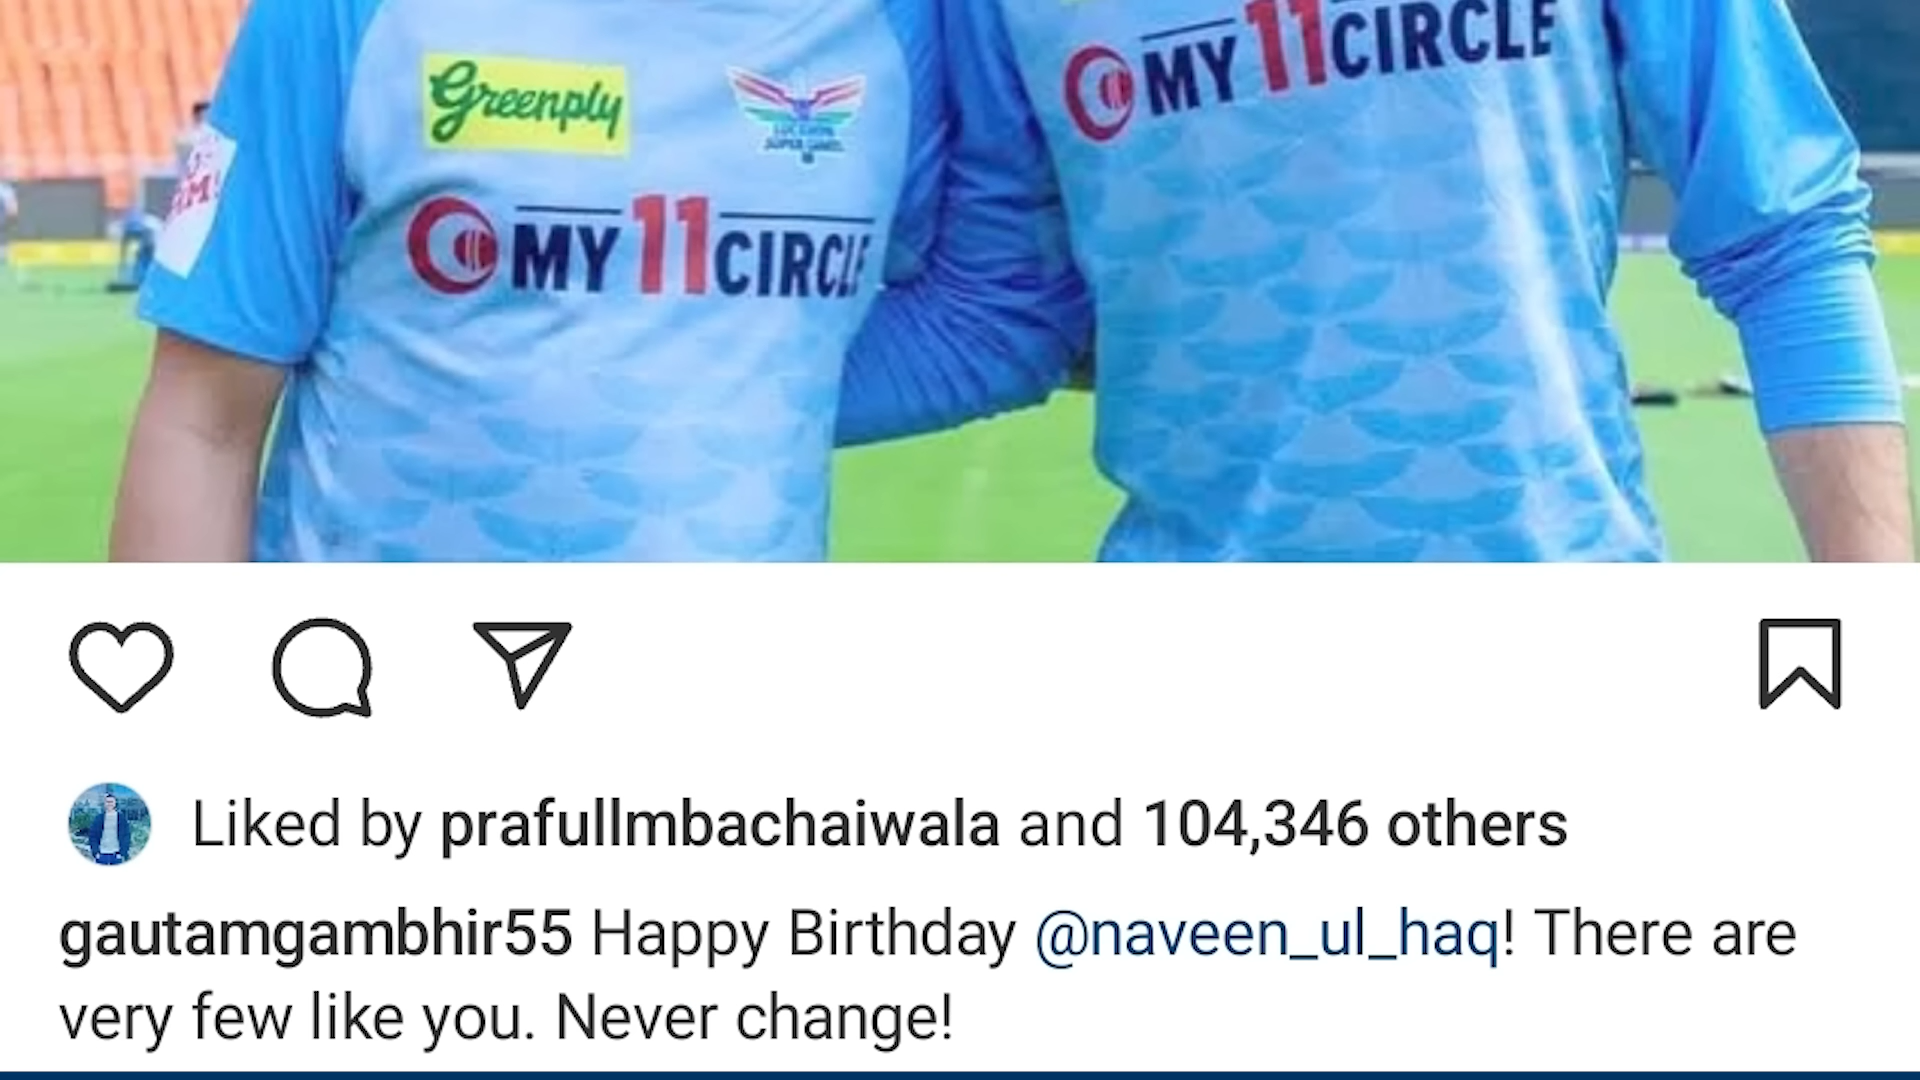 MY 11 CIRCLE
Greenply
MY 11 CIRCLE
Liked by prafullmbachaiwala and 104,346 others
gautamgambhir55 Happy Birthday @naveen_ul_haq! There are
very few like you. Never change!